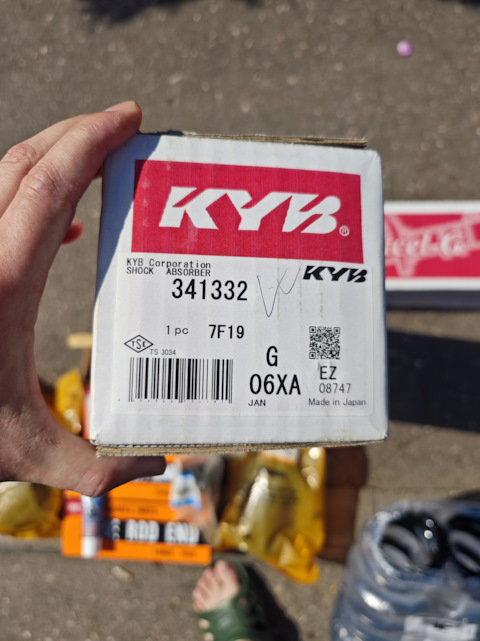 KYB®
KYB Corporation
SHOCK ABSORBER
KYB
341332
1 pc 7F19
TSE
TS 3034
G
06XA
JAN
EZ
08747
Made in Japan
ROD END